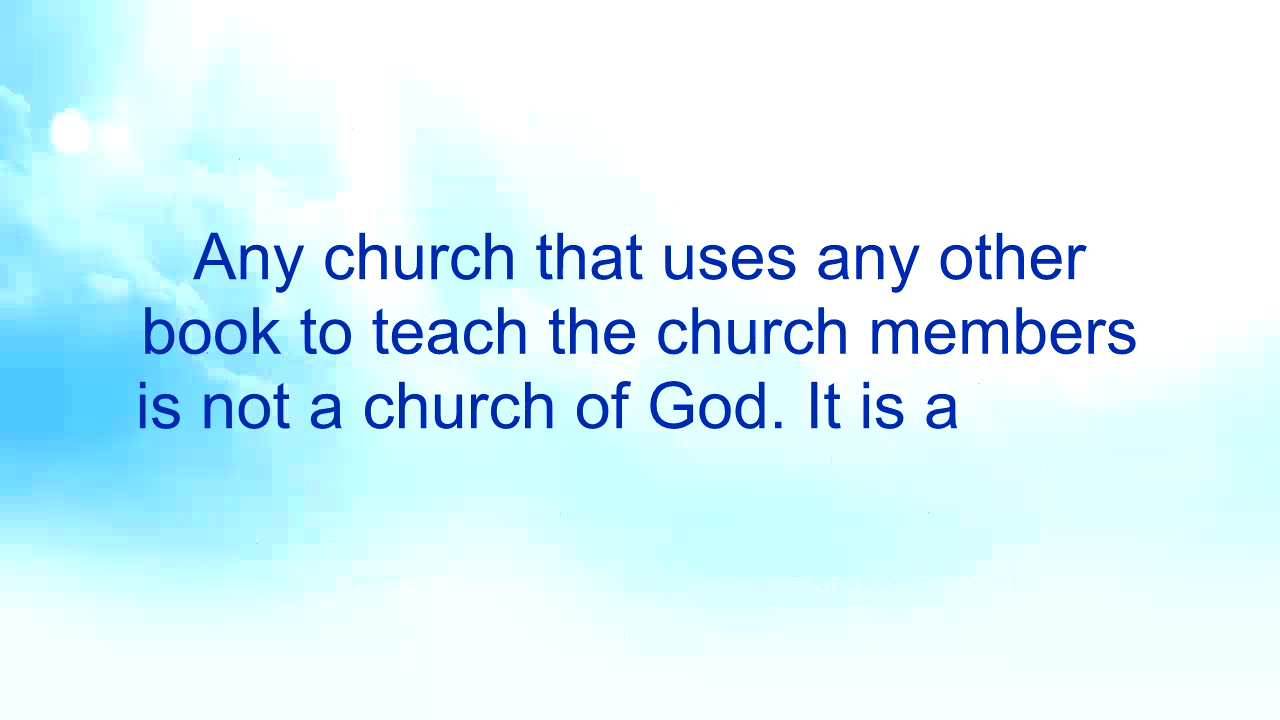 Any church that uses any other
book to teach the church members
is not a church of God. It is a